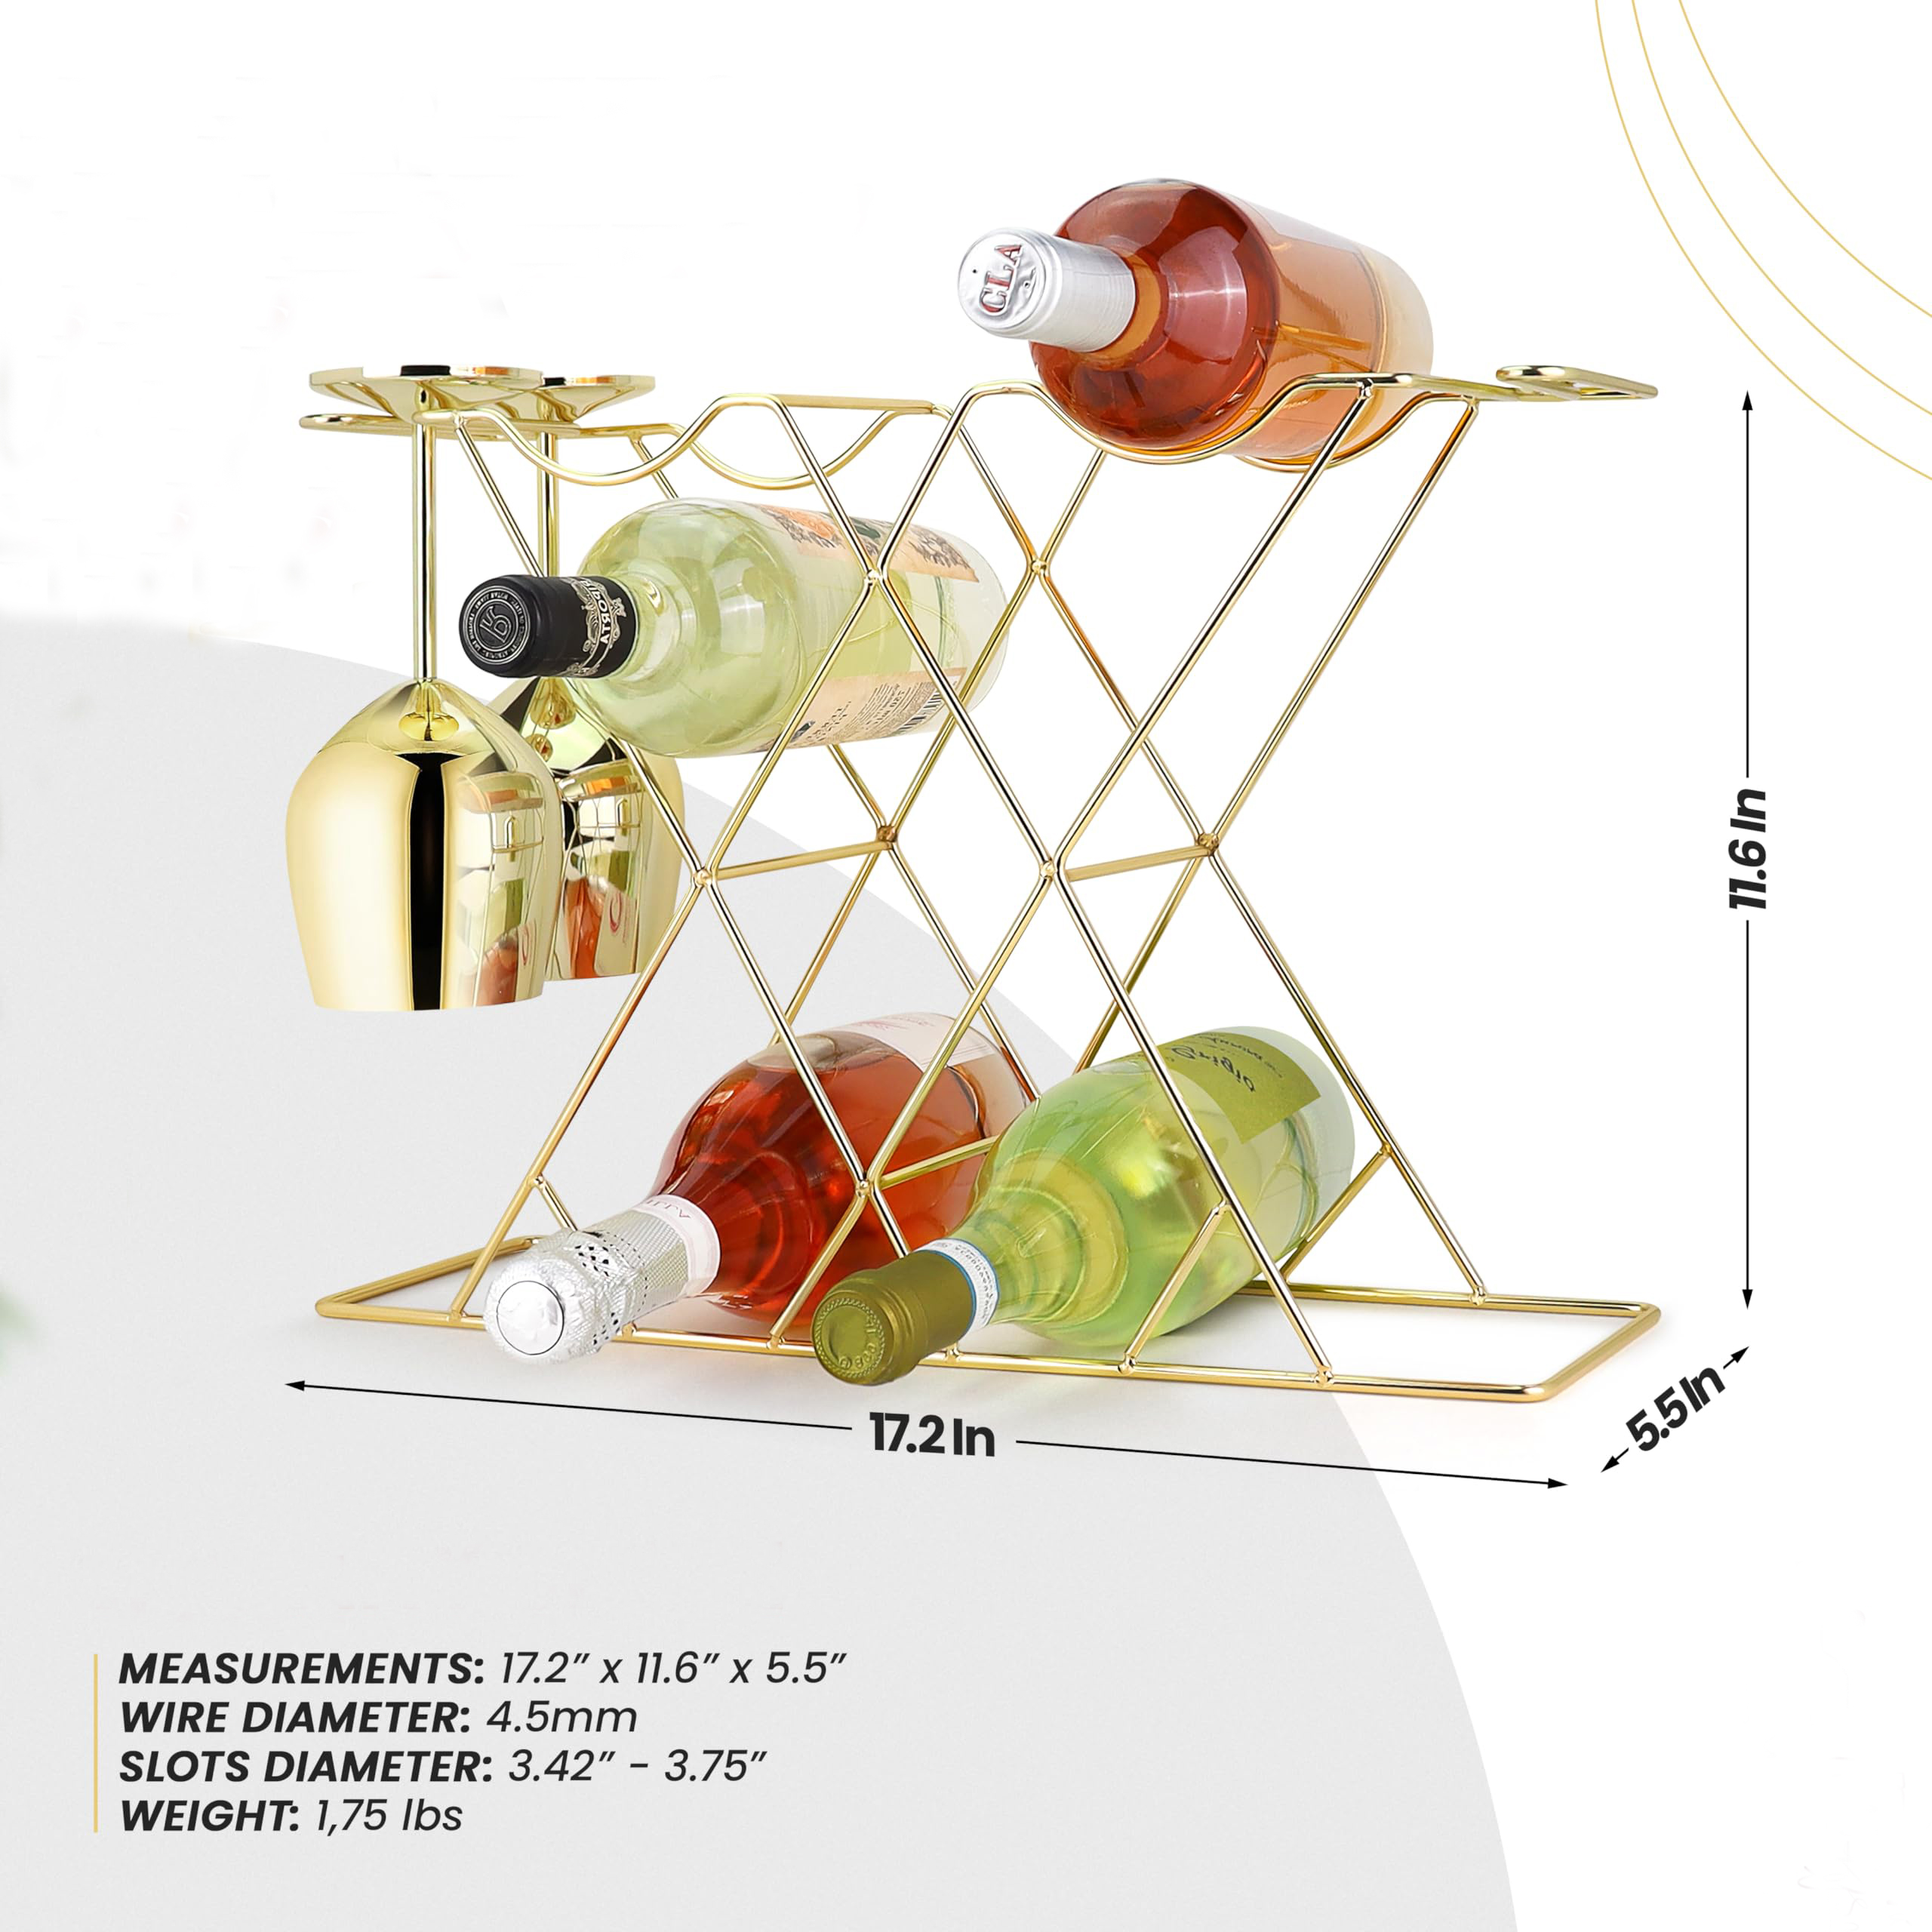 CLA
11.6 In
17.2 In
5.5 In
MEASUREMENTS: 17.2” x 11.6” x 5.5”
WIRE DIAMETER: 4.5mm
SLOTS DIAMETER: 3.42” - 3.75”
WEIGHT: 1,75 lbs